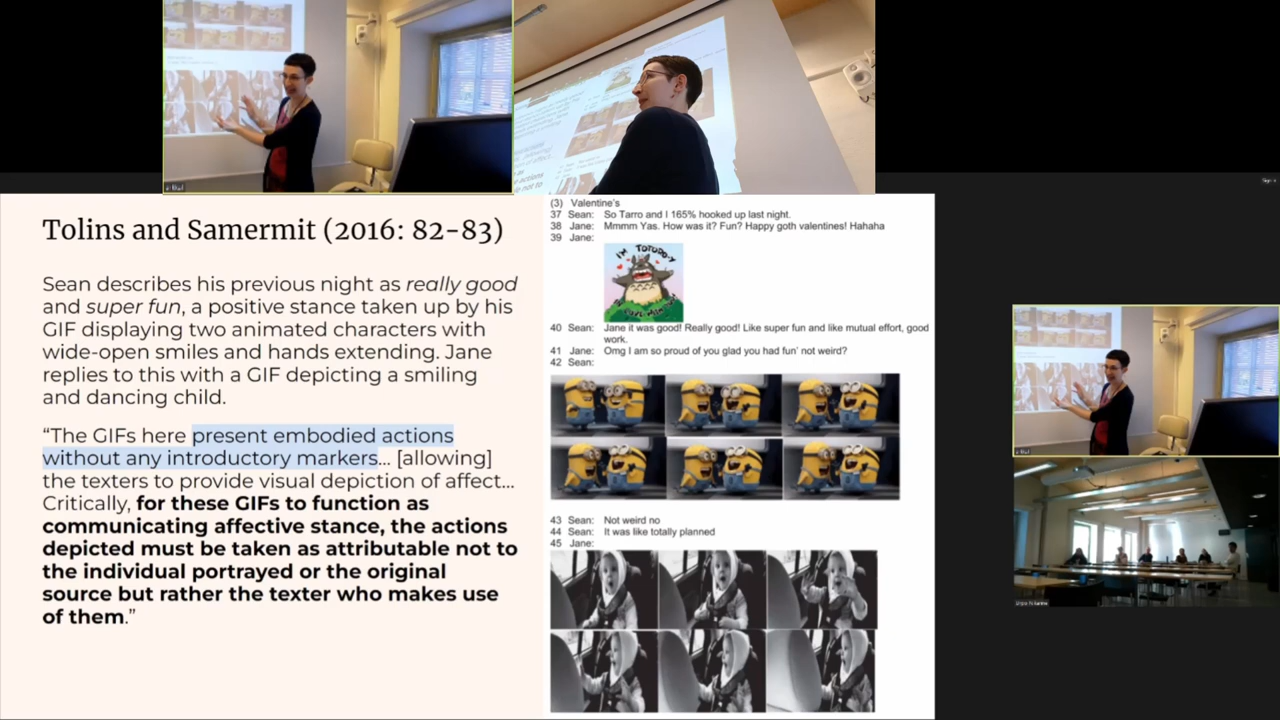 Tolins and Samermit (2016: 82-83)
Sean describes his previous night as really good
and super fun, a positive stance taken up by his
GIF displaying two animated characters with
wide-open smiles and hands extending. Jane
replies to this with a GIF depicting a smiling
and dancing child.
“The GIFs here present embodied actions
without any introductory markers… [allowing]
the texters to provide visual depiction of affect…
Critically, for these GIFs to function as
communicating affective stance, the actions
depicted must be taken as attributable not to
the individual portrayed or the original
source but rather the texter who makes use
of them.”
(3) Valentine's
37 Sean: So Tarro and I 165% hooked up last night.
38 Jane: Mmmm Yas. How was it? Fun? Happy goth valentines! Hahaha
39 Jane:
I'M TOTORO-Y
40 Sean: Jane it was good! Really good! Like super fun and like mutual effort, good
work.
41 Jane: Omg I am so proud of you glad you had fun' not weird?
42 Sean:
43 Sean: Not weird no
44 Sean: It was like totally planned
45 Jane: